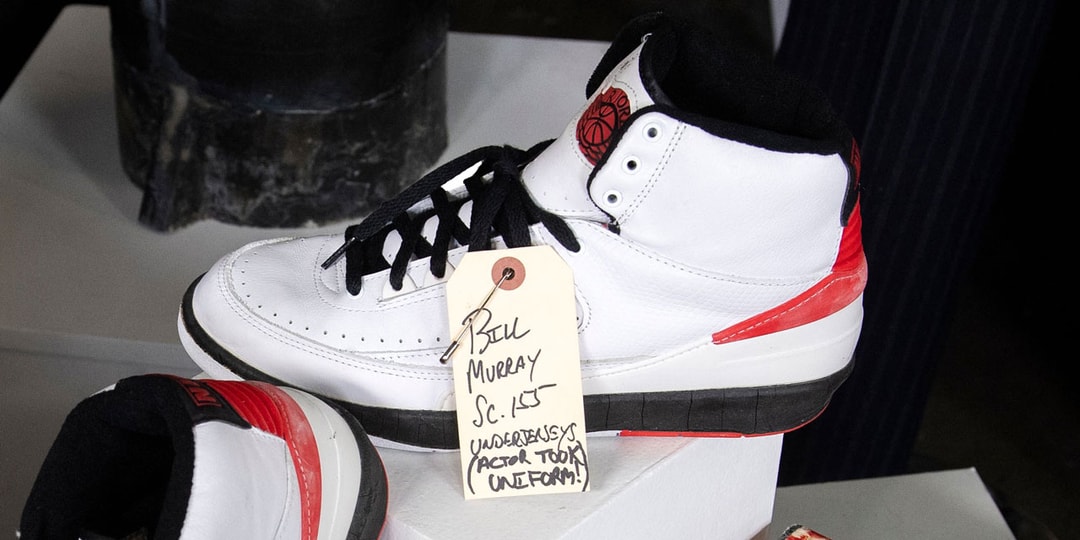 BILL
MURRAY
SC. 155
UNDERJERSEYS
(ACTOR TOOK
UNIFORM!)